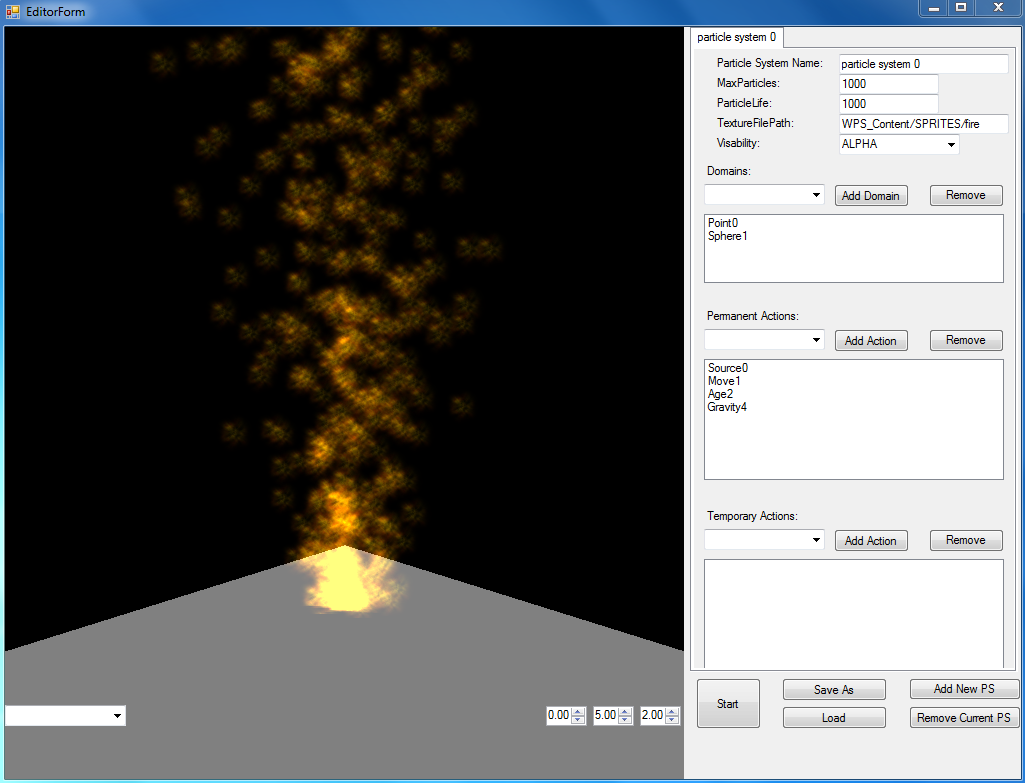 EditorForm
particle system 0
Particle System Name: particle system 0
MaxParticles: 1000
ParticleLife: 1000
TextureFilePath: WPS_Content/SPRITES/fire
Visability: ALPHA
Domains:
Add Domain Remove
Point0
Sphere1
Permanent Actions:
Add Action Remove
Source0
Move1
Age2
Gravity4
Temporary Actions:
Add Action Remove
Start Save As Add New PS
Load Remove Current PS
0.00 5.00 2.00